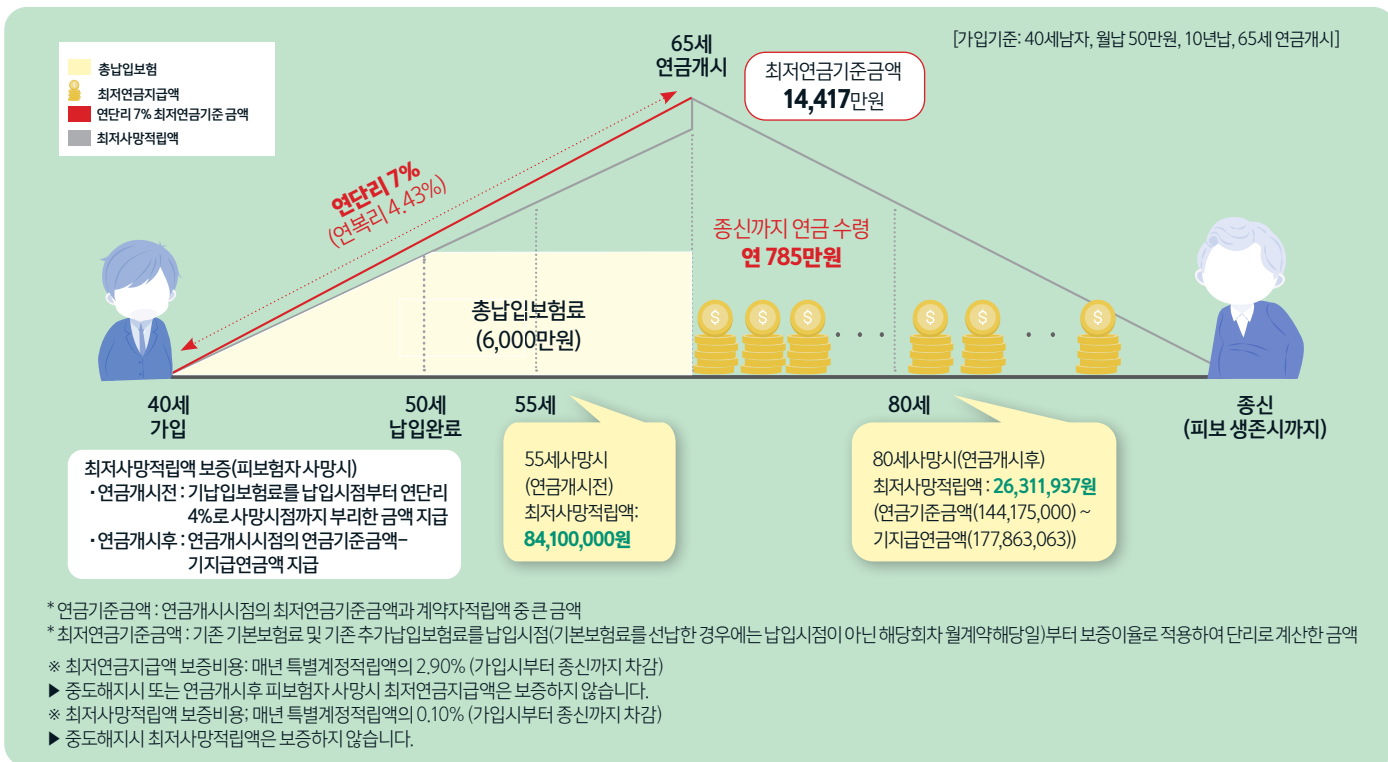 [가입기준: 40세남자, 월납 50만원, 10년납, 65세 연금개시]
총납입보험
최저연금지급액
연단리 7% 최저연금기준 금액
최저사망적립액
65세
연금개시
최저연금기준금액
14,417만원
연단리 7%
(연복리 4.43%)
종신까지 연금 수령
연 785만원
총납입보험료
(6,000만원)
$ $ $ $ $ $
40세
가입
50세
납입완료
55세
80세
종신
(피보 생존시까지)
최저사망적립액 보증(피보험자 사망시)
· 연금개시전 : 기납입보험료를 납입시점부터 연단리
4%로 사망시점까지 부리한 금액 지급
· 연금개시후 : 연금개시시점의 연금기준금액-
기지급연금액 지급
55세사망시
(연금개시전)
최저사망적립액:
84,100,000원
80세사망시(연금개시후)
최저사망적립액 : 26,311,937원
(연금기준금액(144,175,000) ~
기지급연금액(177,863,063))
* 연금기준금액 : 연금개시시점의 최저연금기준금액과 계약자적립액 중 큰 금액
* 최저연금기준금액 : 기존 기본보험료 및 기존 추가납입보험료를 납입시점(기본보험료를 선납한 경우에는 납입시점이 아닌 해당회차 월계약해당일)부터 보증이율로 적용하여 단리로 계산한 금액
※ 최저연금지급액 보증비용: 매년 특별계정적립액의 2.90% (가입시부터 종신까지 차감)
▶ 중도해지시 또는 연금개시후 피보험자 사망시 최저연금지급액은 보증하지 않습니다.
※ 최저사망적립액 보증비용; 매년 특별계정적립액의 0.10% (가입시부터 종신까지 차감)
▶ 중도해지시 최저사망적립액은 보증하지 않습니다.